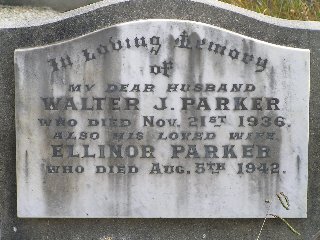 In Loving Memory
of
MY DEAR HUSBAND
WALTER J. PARKER
WHO DIED NOV. 21ST 1936.
ALSO HIS LOVED WIFE
ELLINOR PARKER
WHO DIED AUG. 5TH 1942.